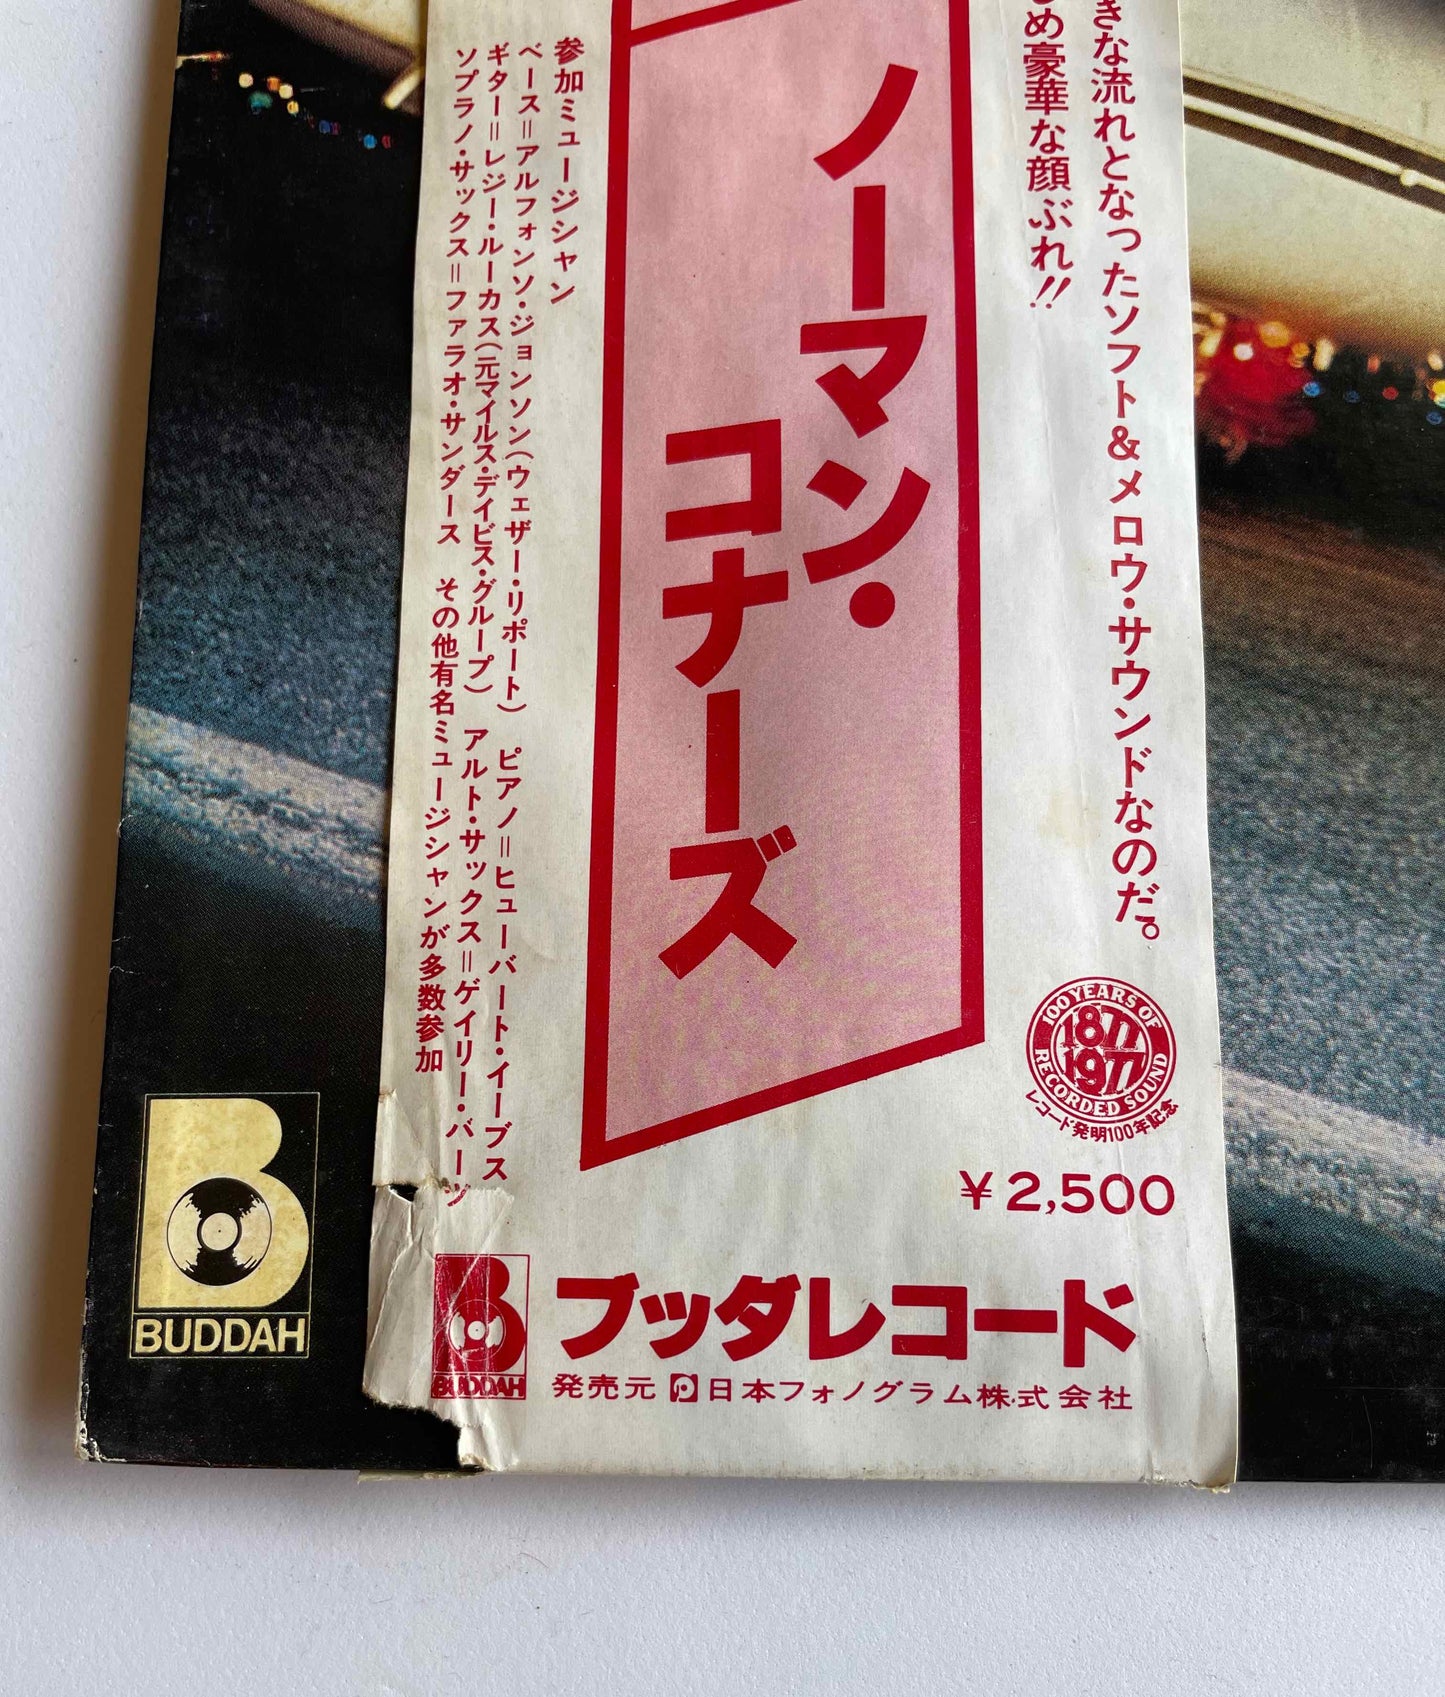 きな流れとなったソフト&メロウ・サウンドなのだ。
め豪華な顔ぶれ!!
ノーマン・
コナーズ
参加ミュージシャン
ベース=アルフォンソ・ジョンソン(ウェザー・リポート) ピアノ=ヒューバート・イーブス
ギター=レジー・ルーカス(元マイルス・デイビス・グループ) アルト・サックス=ゲイリー・バーツ
ソプラノ・サックス=ファラオ・サンダース その他有名ミュージシャンが多数参加
100 YEARS OF
1877
1977
RECORDED SOUND
レコード発明100年記念
¥2,500
BUDDAH
BUDDAH
ブッダレコード
発売元 日本フォノグラム株式会社